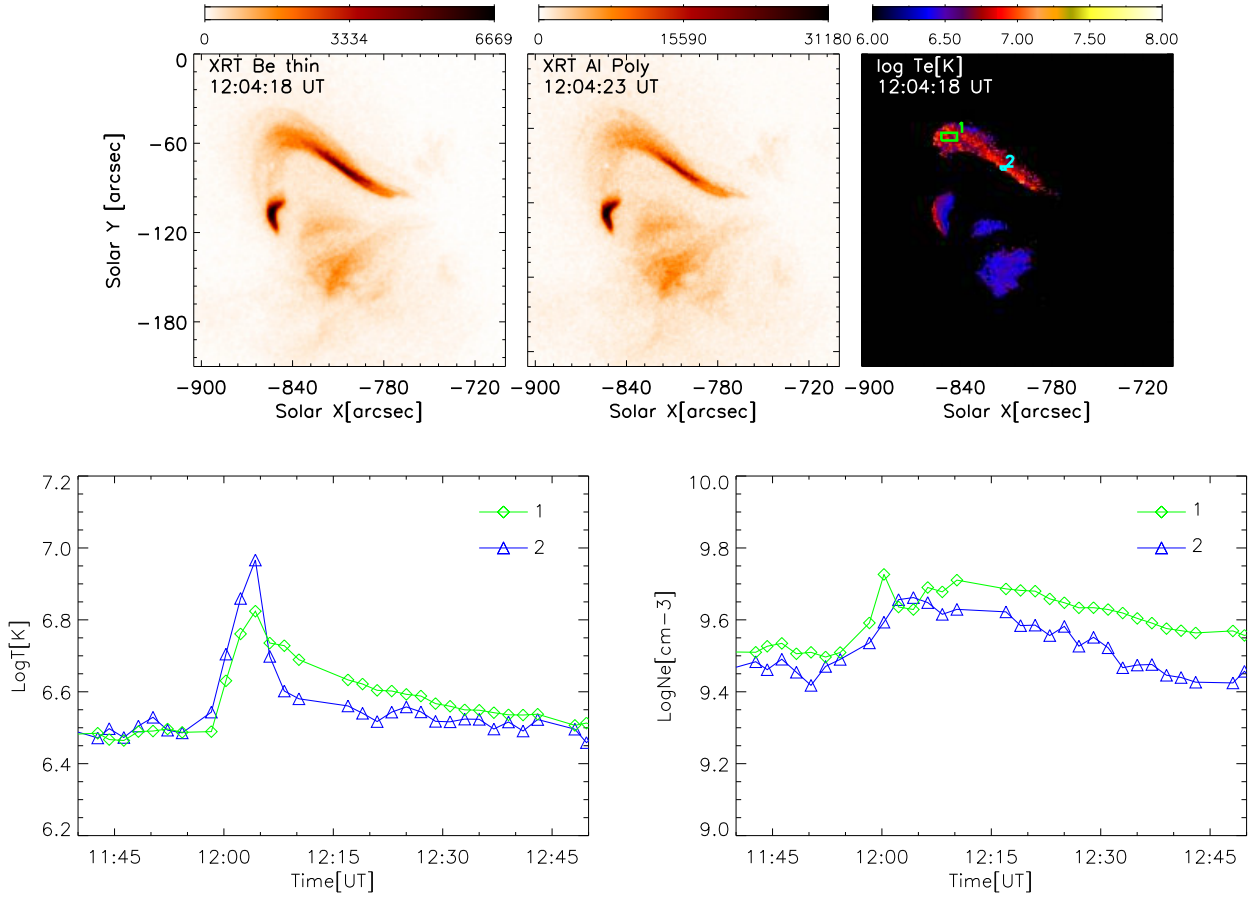 0 3334 6669
0 15590 31180
6.00 6.50 7.00 7.50 8.00
XRT Be thin
12:04:18 UT
XRT Al Poly
12:04:23 UT
log Te[K]
12:04:18 UT
1
2
0
−60
−120
−180
Solar Y [arcsec]
−900 −840 −780 −720
Solar X[arcsec]
−900 −840 −780 −720
Solar X[arcsec]
−900 −840 −780 −720
Solar X[arcsec]
7.2
7.0
6.8
6.6
6.4
6.2
LogT[K]
1
2
11:45 12:00 12:15 12:30 12:45
Time[UT]
10.0
9.8
9.6
9.4
9.2
9.0
LogNe[cm−3]
1
2
11:45 12:00 12:15 12:30 12:45
Time[UT]